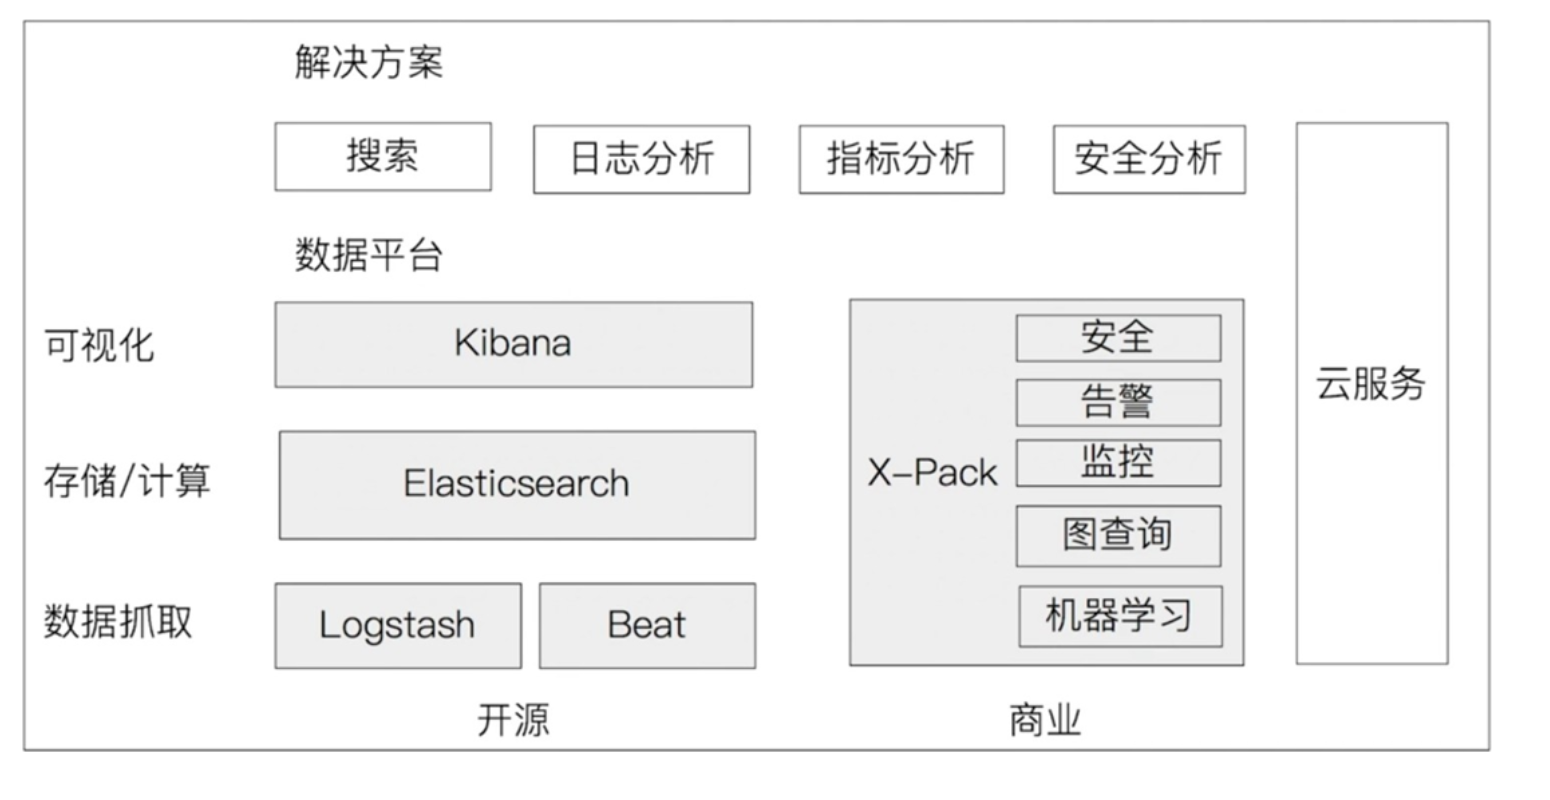 解决方案
搜索
日志分析
指标分析
安全分析
数据平台
可视化
Kibana
存储/计算
Elasticsearch
数据抓取
Logstash
Beat
X-Pack
安全
告警
监控
图查询
机器学习
云服务
开源
商业